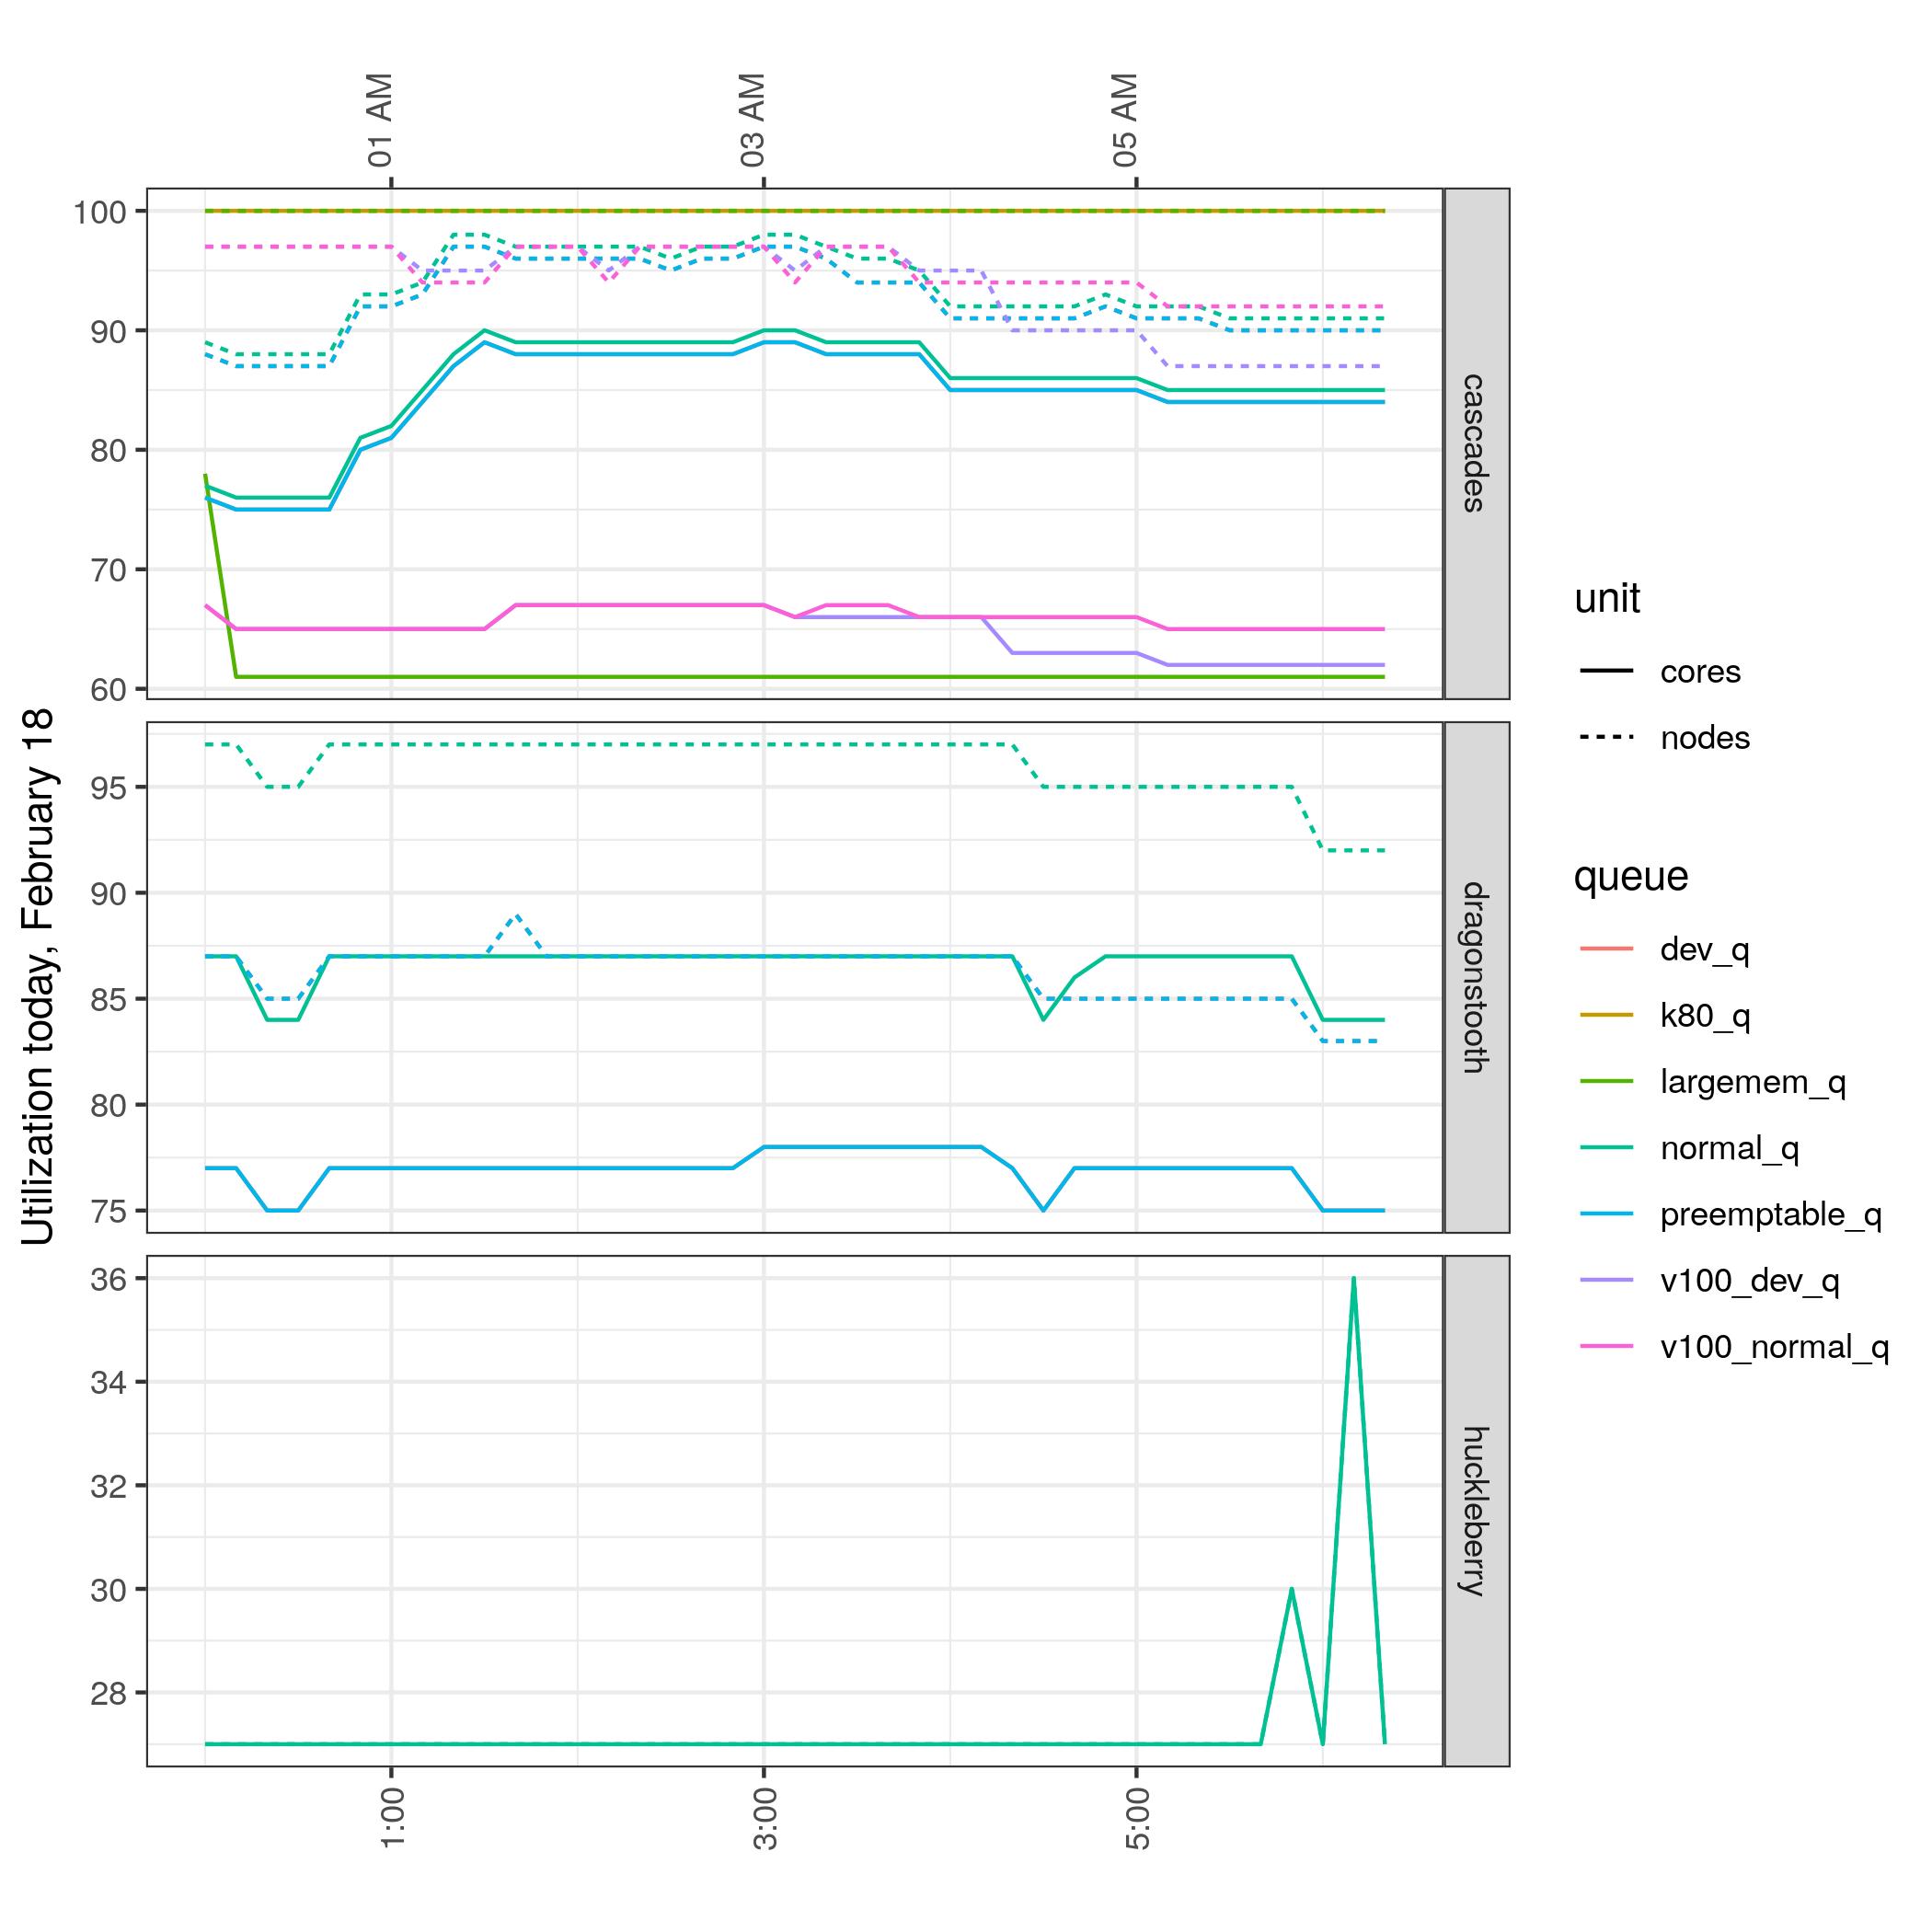 01 AM
03 AM
05 AM
Utilization today, February 18
100
90
80
70
60
cascades
95
90
85
80
75
dragonstooth
36
34
32
30
28
huckleberry
1:00
3:00
5:00
unit
cores
nodes
queue
dev_q
k80_q
largemem_q
normal_q
preemptable_q
v100_dev_q
v100_normal_q